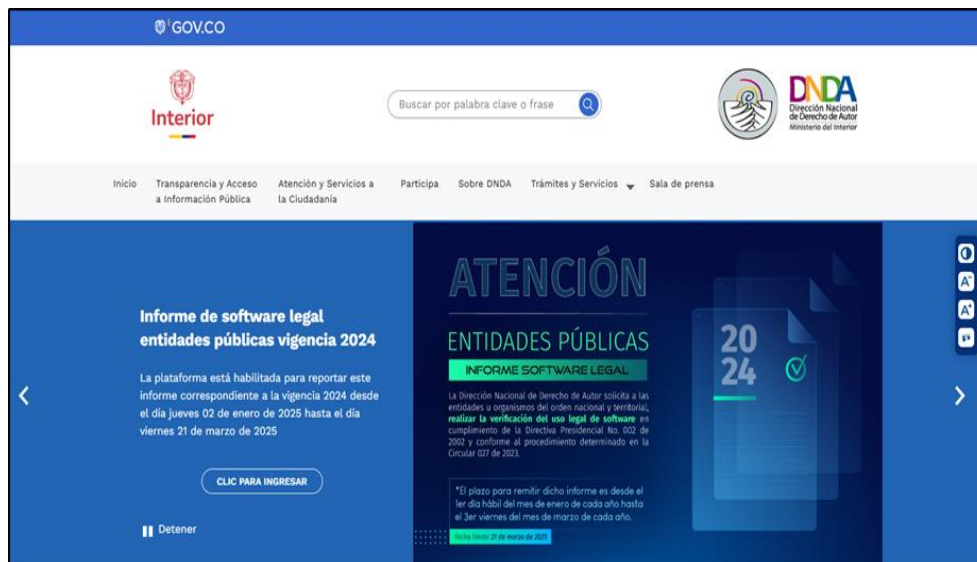 GOV.CO
Interior
Buscar por palabra clave o frase
DNDA
Dirección Nacional
de Derecho de Autor
Ministerio del Interior
Inicio
Transparencia y Acceso
a Información Pública
Atención y Servicios a
la Ciudadanía
Participa
Sobre DNDA
Trámites y Servicios
Sala de prensa
Informe de software legal
entidades públicas vigencia 2024
La plataforma está habilitada para reportar este
informe correspondiente a la vigencia 2024 desde
el día jueves 02 de enero de 2025 hasta el día
viernes 21 de marzo de 2025
CLIC PARA INGRESAR
Detener
ATENCIÓN
ENTIDADES PÚBLICAS
INFORME SOFTWARE LEGAL
La Dirección Nacional de Derecho de Autor solicita a las
entidades u organismos del orden nacional y territorial,
realizar la verificación del uso legal de software en
cumplimiento de la Directiva Presidencial No. 002 de
2002 y conforme al procedimiento determinado en la
Circular 027 de 2023.
*El plazo para remitir dicho informe es desde el
1er día hábil del mes de enero de cada año hasta
el 3er viernes del mes de marzo de cada año.
Fecha límite: 21 de marzo de 2025
20
24
A-
A+